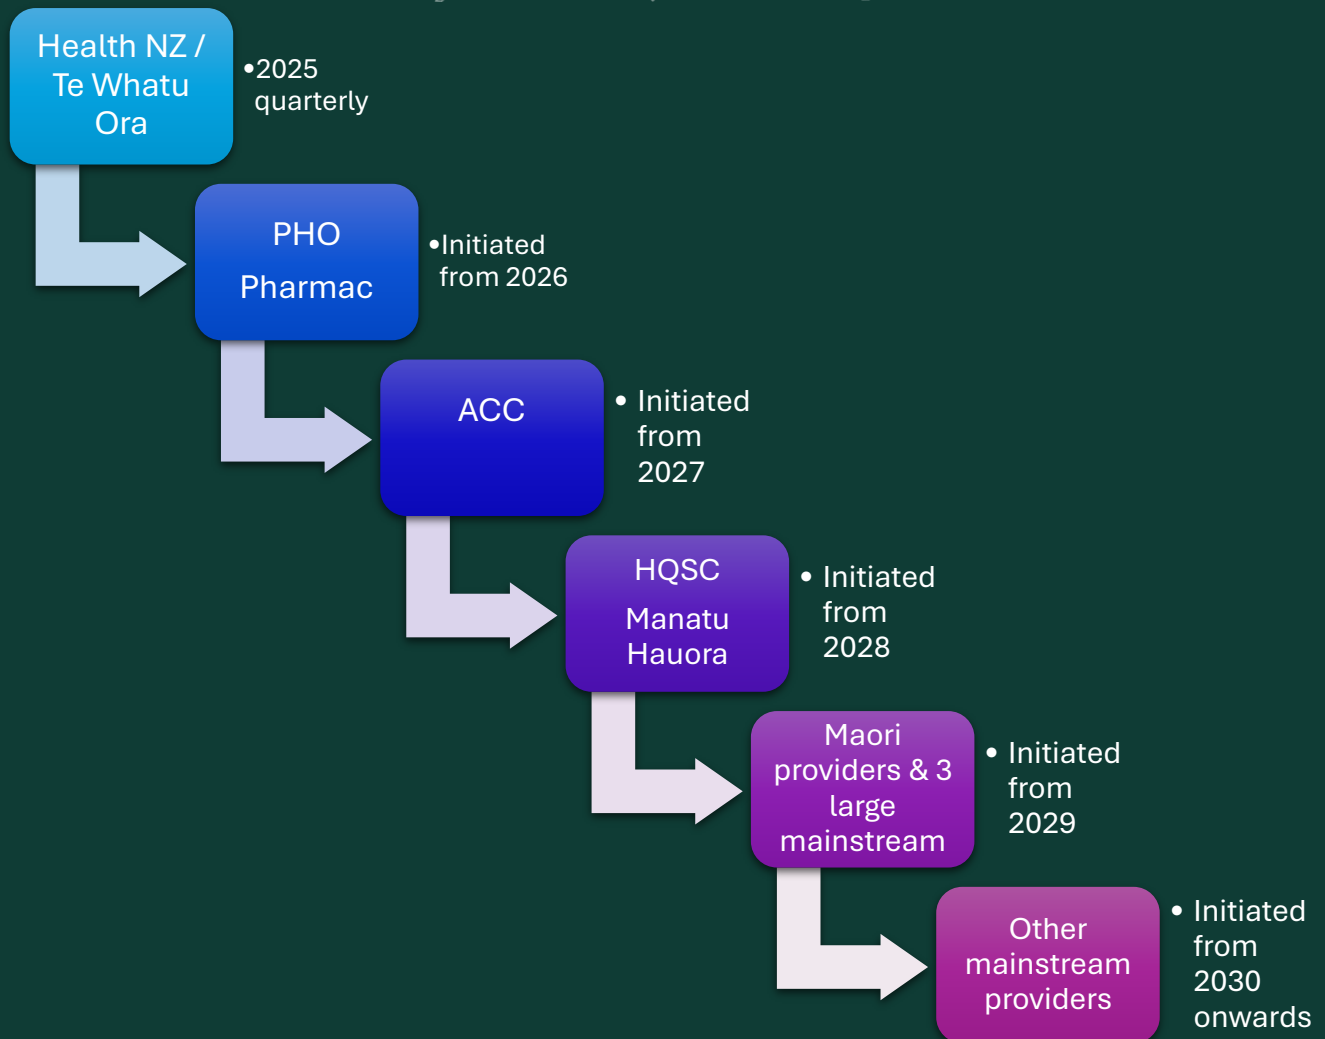 Health NZ /
Te Whatu
Ora
•2025
quarterly
PHO
Pharmac
•Initiated
from 2026
ACC
• Initiated
from
2027
HQSC
Manatu
Hauora
• Initiated
from
2028
Maori
providers & 3
large
mainstream
• Initiated
from
2029
Other
mainstream
providers
• Initiated
from
2030
onwards